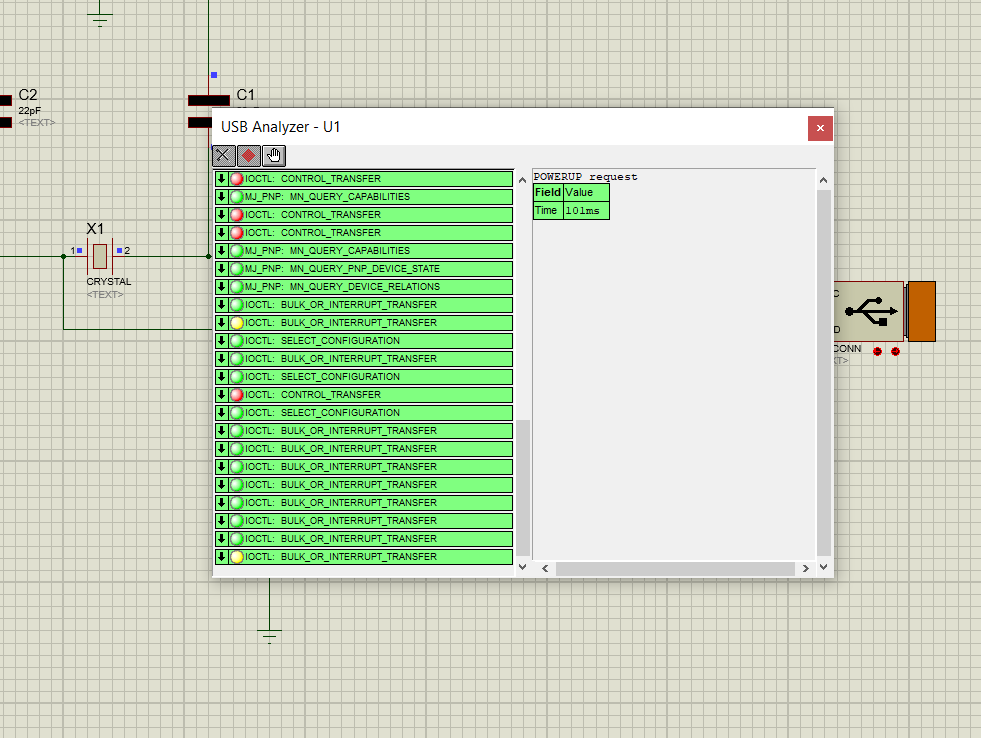 C2
22pF
<TEXT>
C1
USB Analyzer - U1
IOCTL: CONTROL_TRANSFER
MJ_PNP: MN_QUERY_CAPABILITIES
IOCTL: CONTROL_TRANSFER
IOCTL: CONTROL_TRANSFER
MJ_PNP: MN_QUERY_CAPABILITIES
MJ_PNP: MN_QUERY_PNP_DEVICE_STATE
MJ_PNP: MN_QUERY_DEVICE_RELATIONS
IOCTL: BULK_OR_INTERRUPT_TRANSFER
IOCTL: BULK_OR_INTERRUPT_TRANSFER
IOCTL: SELECT_CONFIGURATION
IOCTL: BULK_OR_INTERRUPT_TRANSFER
IOCTL: SELECT_CONFIGURATION
IOCTL: CONTROL_TRANSFER
IOCTL: SELECT_CONFIGURATION
IOCTL: BULK_OR_INTERRUPT_TRANSFER
IOCTL: BULK_OR_INTERRUPT_TRANSFER
IOCTL: BULK_OR_INTERRUPT_TRANSFER
IOCTL: BULK_OR_INTERRUPT_TRANSFER
IOCTL: BULK_OR_INTERRUPT_TRANSFER
IOCTL: BULK_OR_INTERRUPT_TRANSFER
IOCTL: BULK_OR_INTERRUPT_TRANSFER
IOCTL: BULK_OR_INTERRUPT_TRANSFER
POWERUP request
Field Value
Time 101ms
X1
1 2
CRYSTAL
<TEXT>
D
CONN